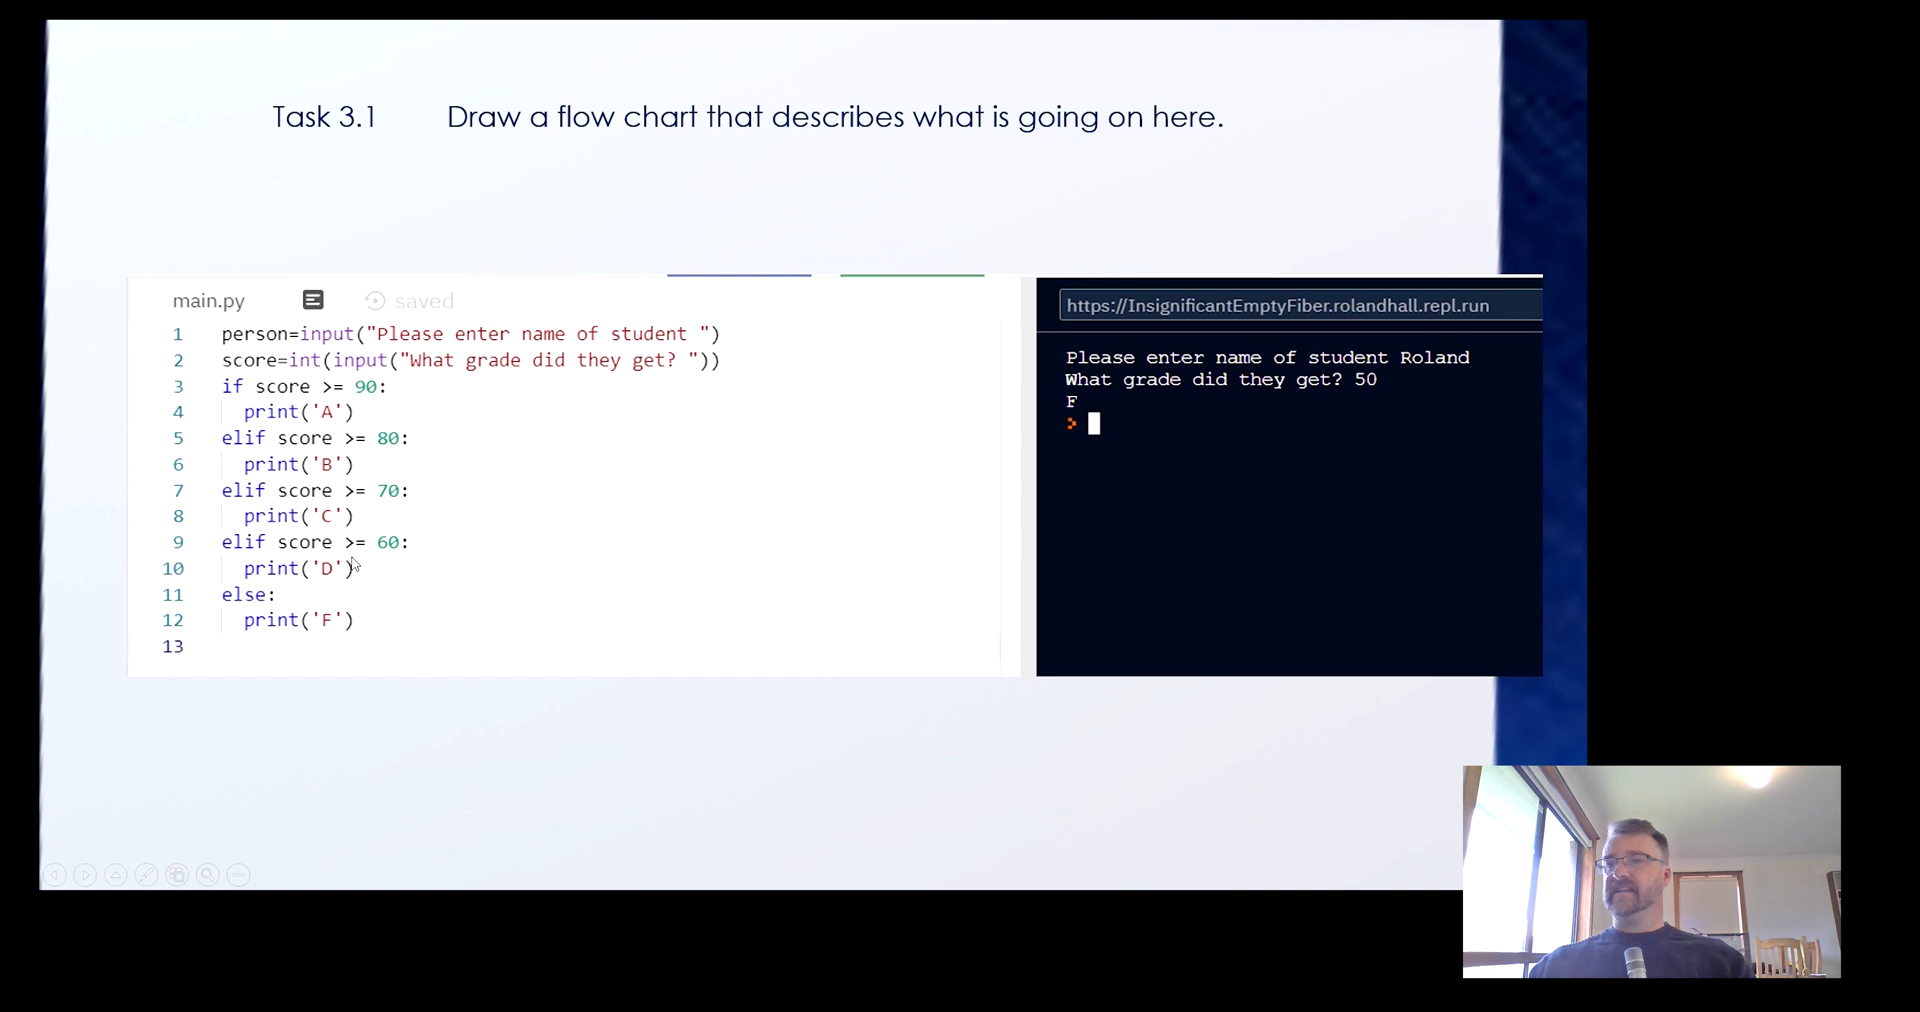 Task 3.1 Draw a flow chart that describes what is going on here.
main.py saved
1 person=input("Please enter name of student ")
2 score=int(input("What grade did they get? "))
3 if score >= 90:
4 print('A')
5 elif score >= 80:
6 print('B')
7 elif score >= 70:
8 print('C')
9 elif score >= 60:
10 print('D')
11 else:
12 print('F')
13
https://InsignificantEmptyFiber.rolandhall.repl.run
Please enter name of student Roland
What grade did they get? 50
F
>